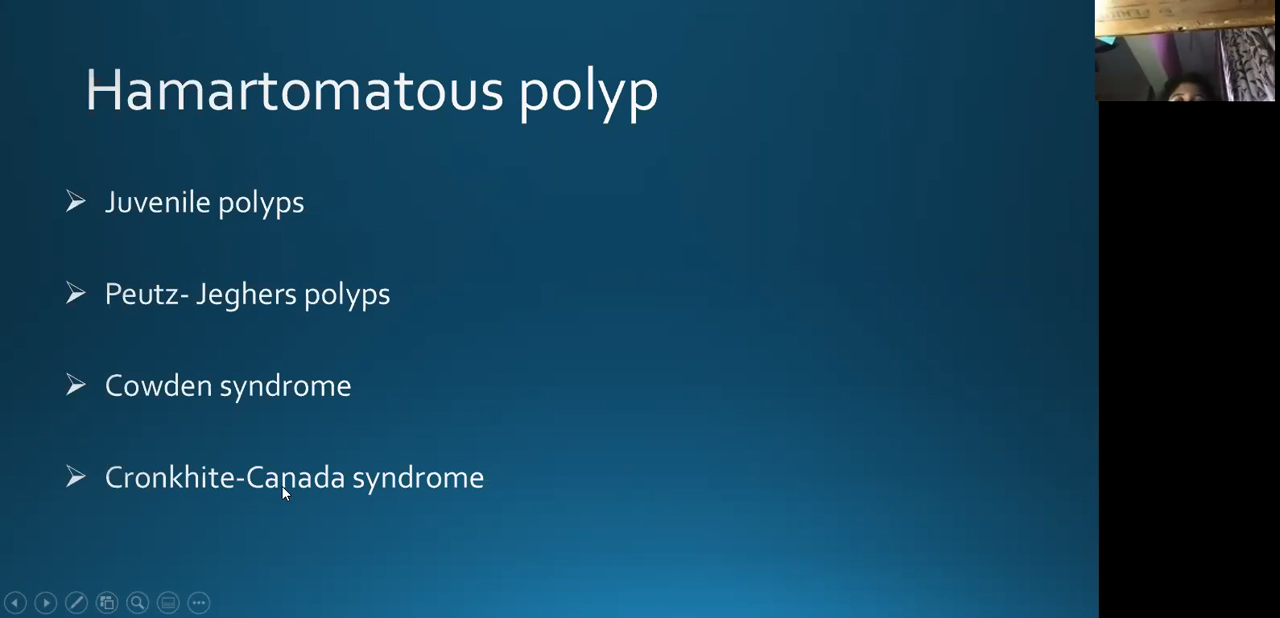 Hamartomatous polyp
Juvenile polyps
Peutz- Jeghers polyps
Cowden syndrome
Cronkhite-Canada syndrome